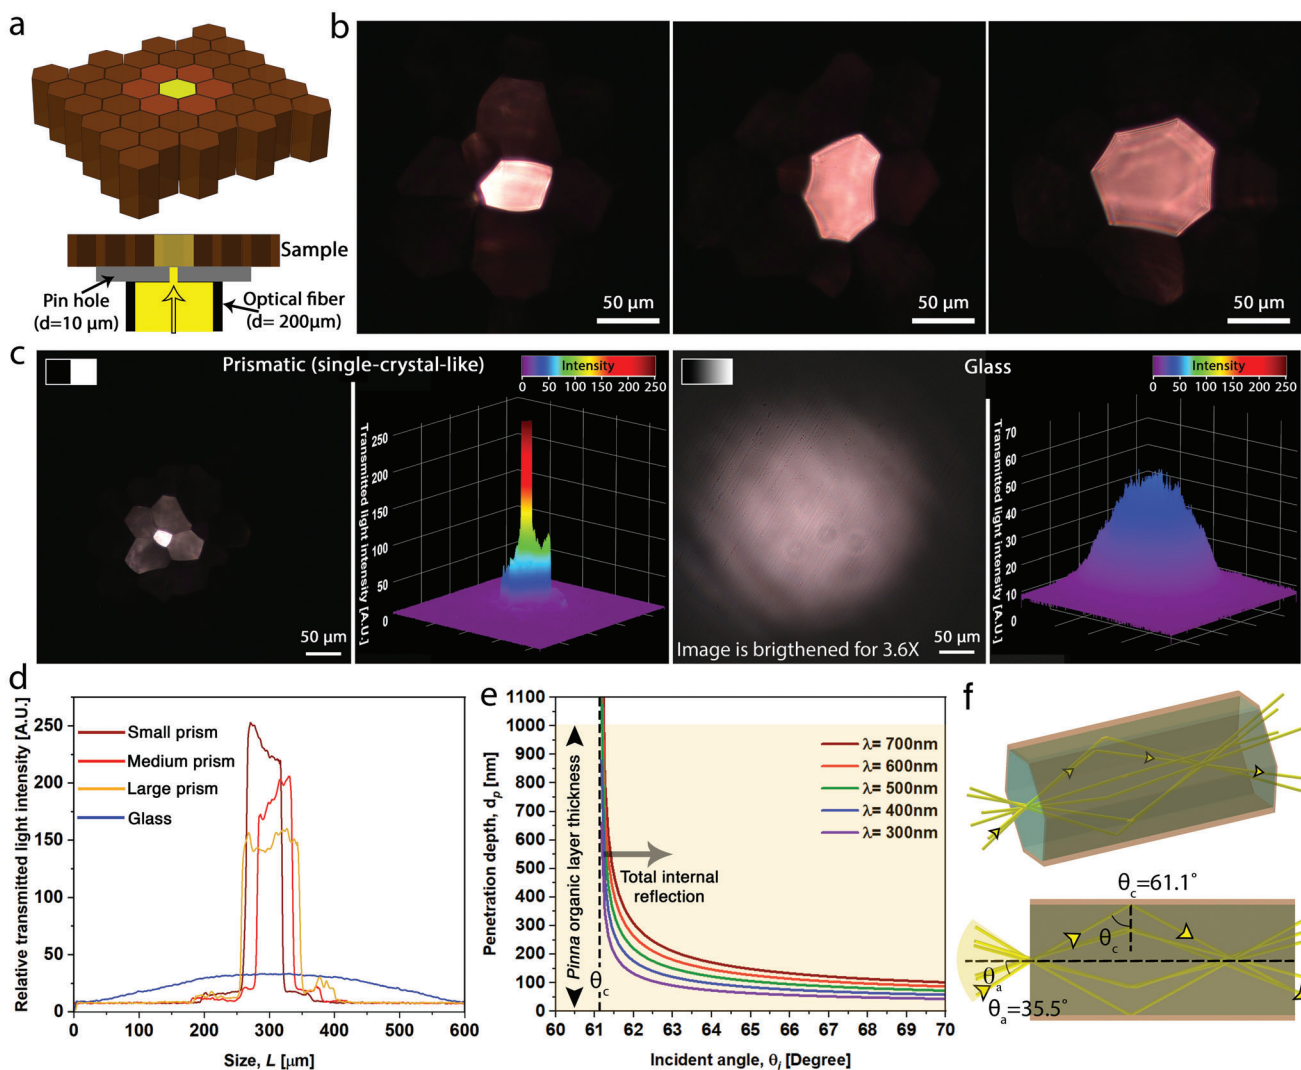 a
Sample
Pin hole
(d=10 μm)
Optical fiber
(d= 200μm)
b
50 μm
50 μm
50 μm
c
Prismatic (single-crystal-like)
50 μm
Intensity
0 50 100 150 200 250
Transmitted light intensity [A.U.]
250
200
150
100
50
0
Image is brigthened for 3.6X
50 μm
Glass
Intensity
0 50 100 150 200 250
Transmitted light intensity [A.U.]
70
60
50
40
30
20
10
0
d
Relative transmitted light intensity [A.U.]
250
200
150
100
50
0
Small prism
Medium prism
Large prism
Glass
0 100 200 300 400 500 600
Size, L [μm]
e
Penetration depth, dp [nm]
1100
1000
900
800
700
600
500
400
300
200
100
0
Pinna organic layer thickness
θc
Total internal
reflection
λ= 700nm
λ= 600nm
λ= 500nm
λ= 400nm
λ= 300nm
60 61 62 63 64 65 66 67 68 69 70
Incident angle, θi [Degree]
f
θc=61.1°
θc
θa
θa=35.5°